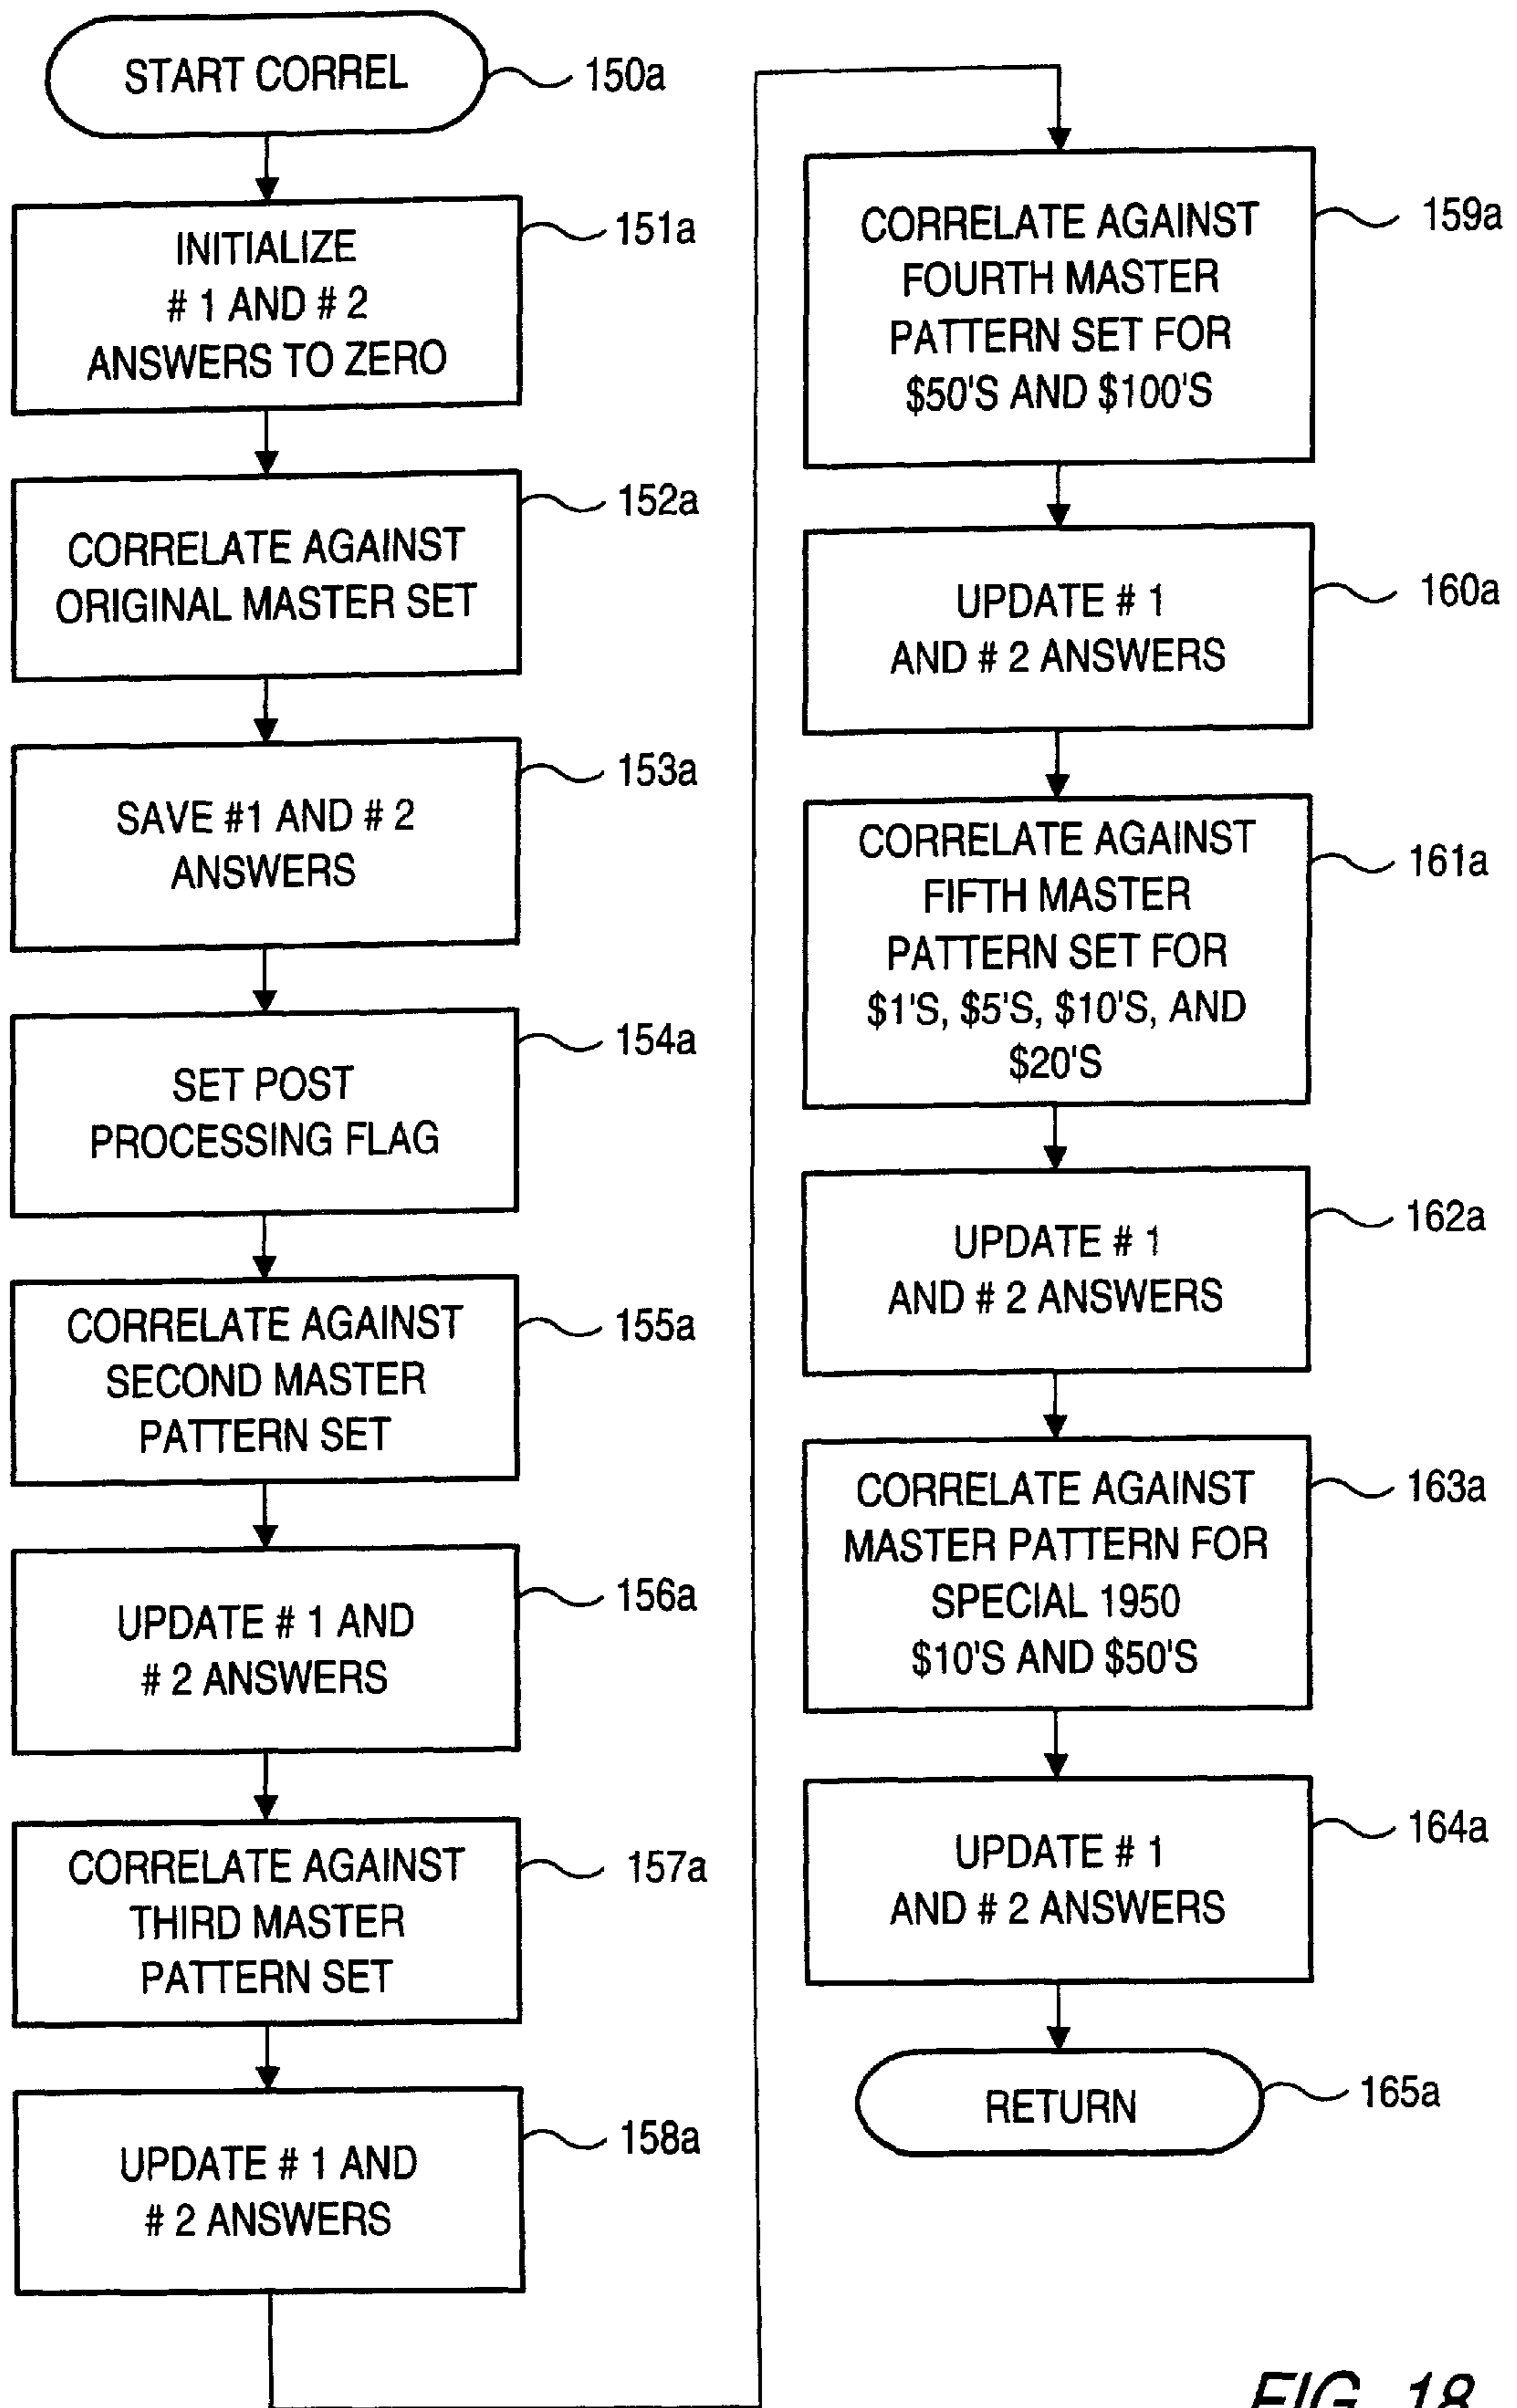 START CORREL
150a
INITIALIZE
# 1 AND # 2
ANSWERS TO ZERO
151a
CORRELATE AGAINST
ORIGINAL MASTER SET
152a
SAVE #1 AND # 2
ANSWERS
153a
SET POST
PROCESSING FLAG
154a
CORRELATE AGAINST
SECOND MASTER
PATTERN SET
155a
UPDATE # 1 AND
# 2 ANSWERS
156a
CORRELATE AGAINST
THIRD MASTER
PATTERN SET
157a
UPDATE # 1 AND
# 2 ANSWERS
158a
CORRELATE AGAINST
FOURTH MASTER
PATTERN SET FOR
$50'S AND $100'S
159a
UPDATE # 1
AND # 2 ANSWERS
160a
CORRELATE AGAINST
FIFTH MASTER
PATTERN SET FOR
$1'S, $5'S, $10'S, AND
$20'S
161a
UPDATE # 1
AND # 2 ANSWERS
162a
CORRELATE AGAINST
MASTER PATTERN FOR
SPECIAL 1950
$10'S AND $50'S
163a
UPDATE # 1
AND # 2 ANSWERS
164a
RETURN
165a
FIG. 18